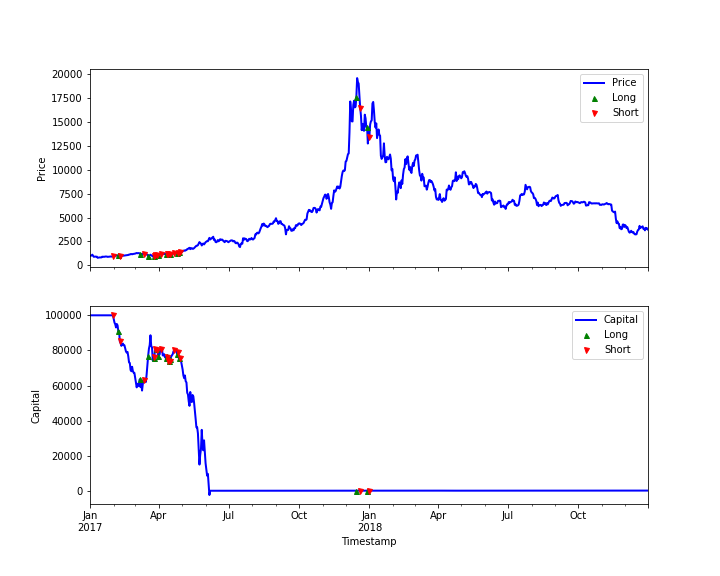 20000
17500
15000
12500
10000
7500
5000
2500
0
Price
Price
Long
Short
100000
80000
60000
40000
20000
0
Capital
Capital
Long
Short
Jan Apr Jul Oct Jan Apr Jul Oct
2017 2018
Timestamp